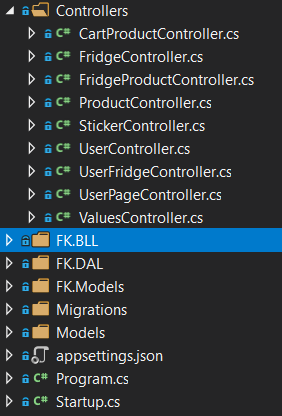 Controllers
C# CartProductController.cs
C# FridgeController.cs
C# FridgeProductController.cs
C# ProductController.cs
C# StickerController.cs
C# UserController.cs
C# UserFridgeController.cs
C# UserPageController.cs
C# ValuesController.cs
FK.BLL
FK.DAL
FK.Models
Migrations
Models
appsettings.json
C# Program.cs
C# Startup.cs